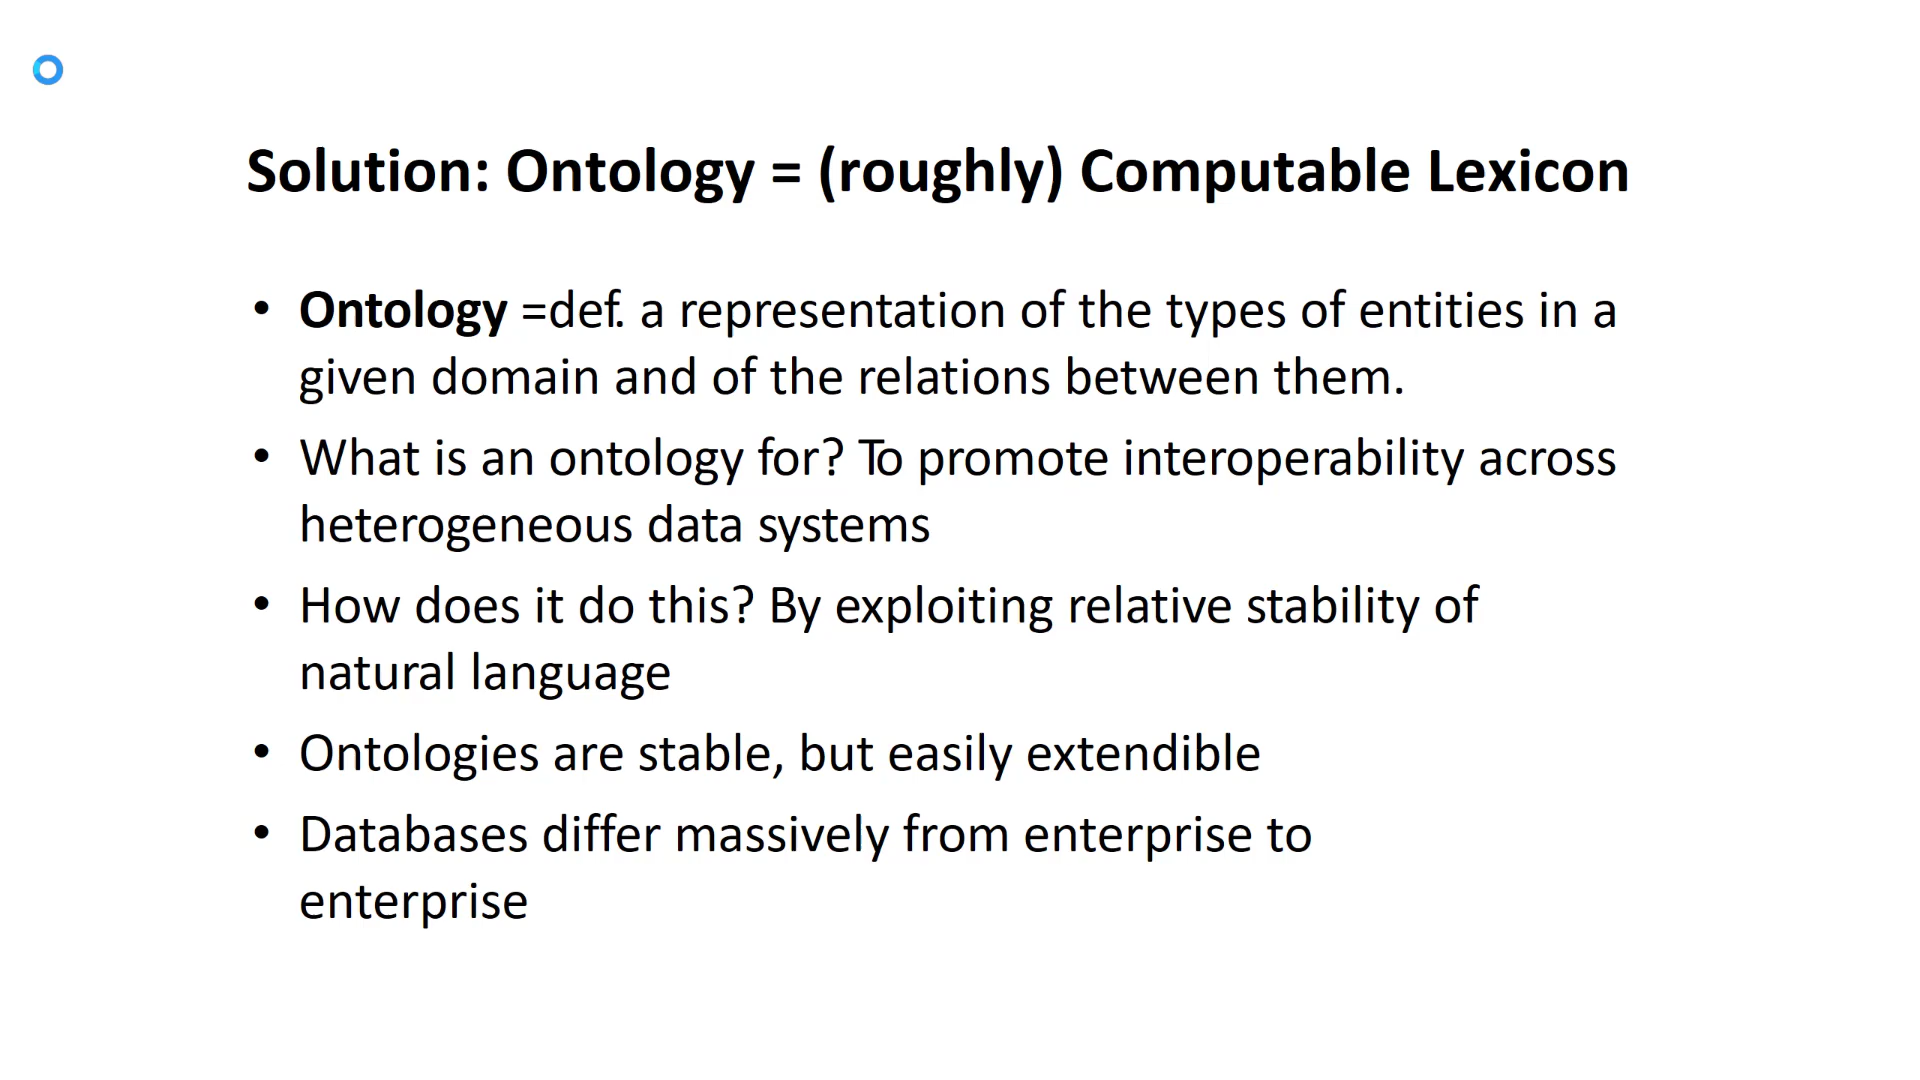 Solution: Ontology = (roughly) Computable Lexicon
• Ontology =def. a representation of the types of entities in a
given domain and of the relations between them.
• What is an ontology for? To promote interoperability across
heterogeneous data systems
• How does it do this? By exploiting relative stability of
natural language
• Ontologies are stable, but easily extendible
• Databases differ massively from enterprise to
enterprise